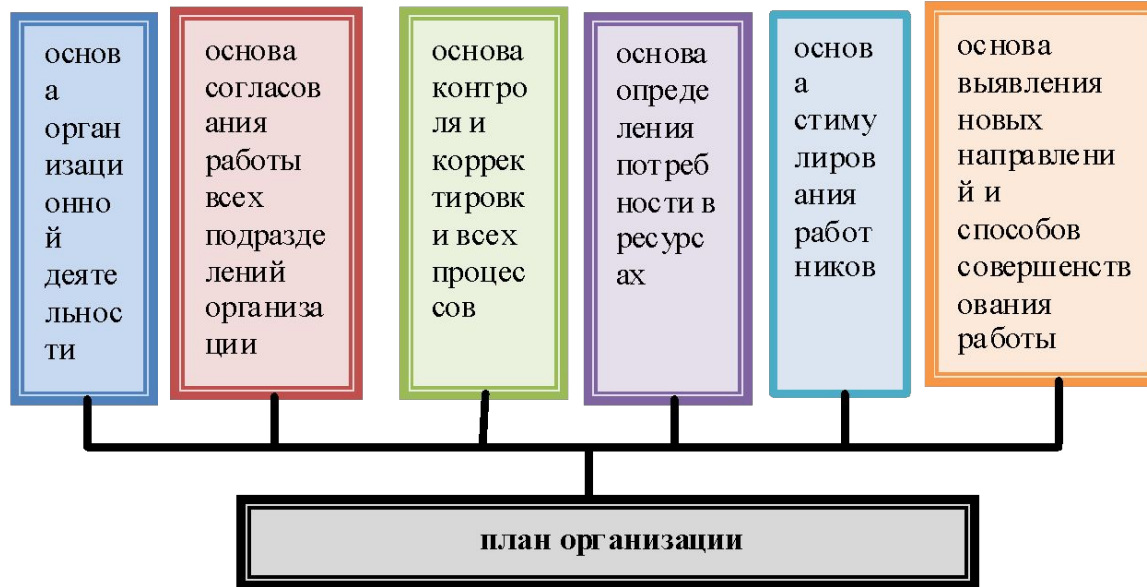 основ
а
орган
изаци
онно
й
деяте
льнос
ти
основа
согласов
ания
работы
всех
подразде
лений
организа
ции
основа
контро
ля и
коррек
тировк
и всех
процес
сов
основа
опреде
ления
потреб
ности в
ресурс
ах
основ
а
стиму
лиров
ания
работ
ников
основа
выявления
новых
направлени
й и
способов
совершенств
ования
работы
план организации